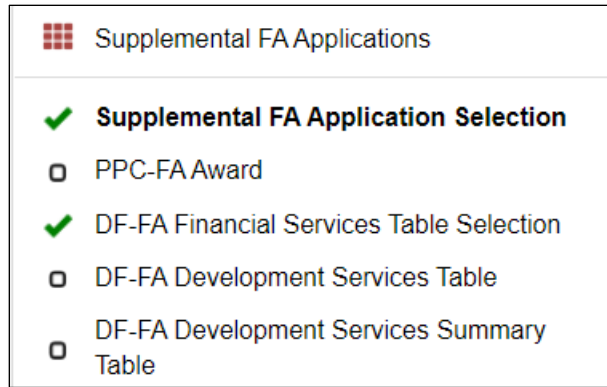 Supplemental FA Applications
Supplemental FA Application Selection
PPC-FA Award
DF-FA Financial Services Table Selection
DF-FA Development Services Table
DF-FA Development Services Summary
Table